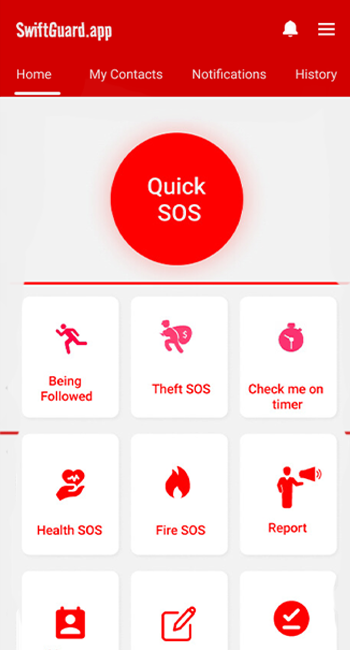 SwiftGuard.app
Home My Contacts Notifications History
Quick
SOS
Being
Followed
Theft SOS
Check me on
timer
Health SOS
Fire SOS
Report